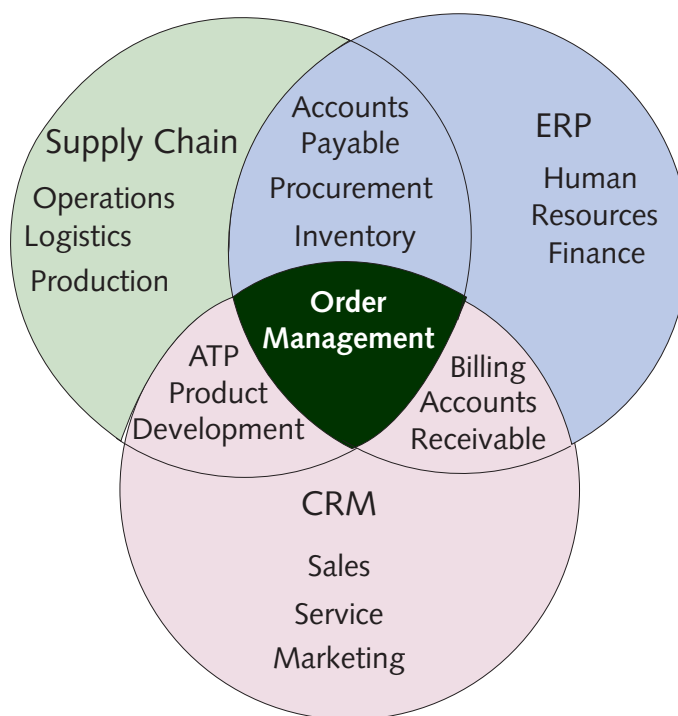 Supply Chain
Operations
Logistics
Production
Accounts
Payable
Procurement
Inventory
ERP
Human
Resources
Finance
Order
Management
ATP
Product
Development
Billing
Accounts
Receivable
CRM
Sales
Service
Marketing